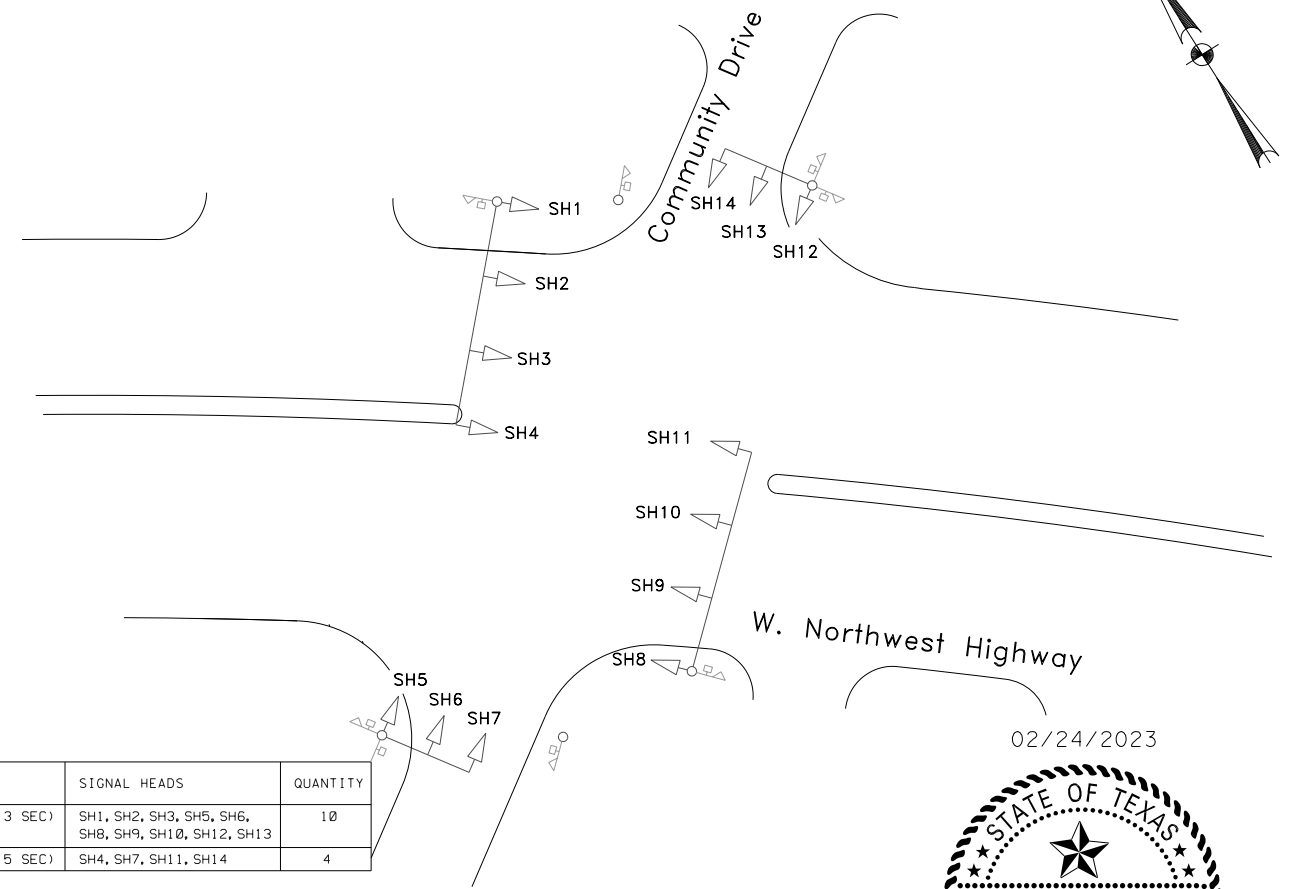 Community Drive
SH1
SH2
SH3
SH4
SH14
SH13
SH12
SH11
SH10
SH9
SH8
W. Northwest Highway
SH5
SH6
SH7
02/24/2023
SIGNAL HEADS QUANTITY
3 SEC) SH1, SH2, SH3, SH5, SH6, 10
SH8, SH9, SH10, SH12, SH13
5 SEC) SH4, SH7, SH11, SH14 4
STATE OF TEXAS